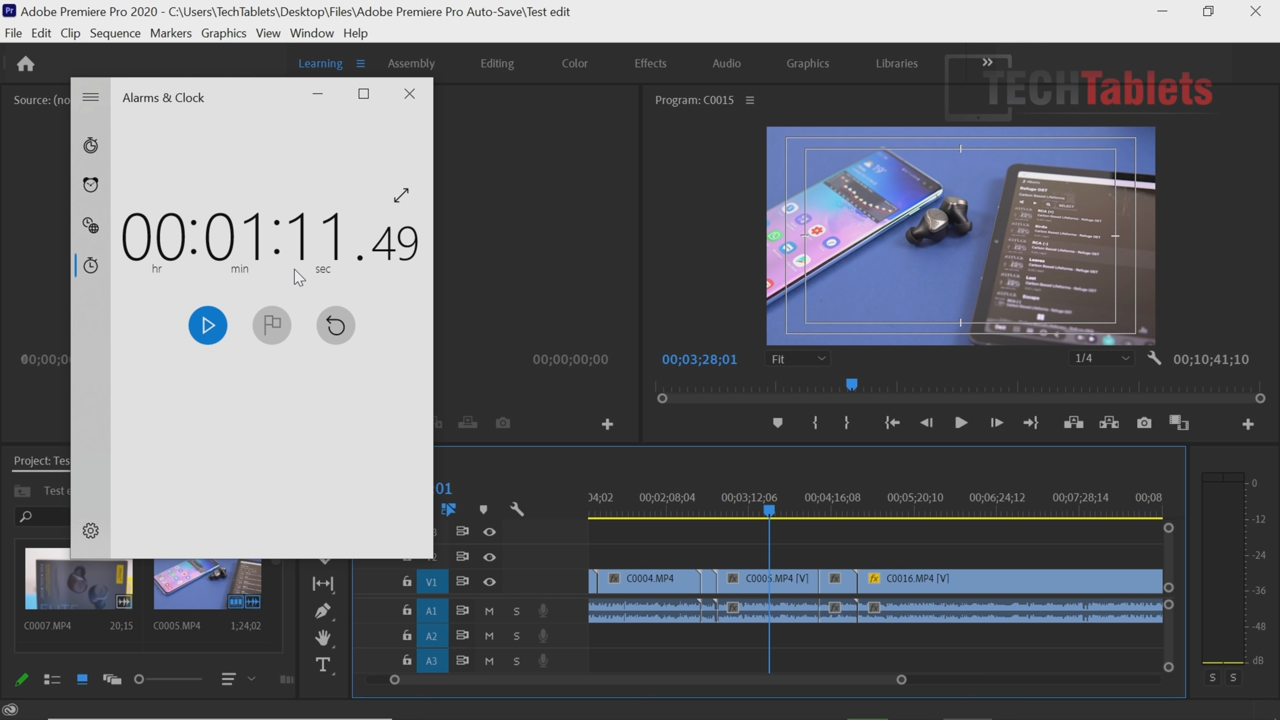 Adobe Premiere Pro 2020 - C:\Users\TechTablets\Desktop\Files\Adobe Premiere Pro Auto-Save\Test edit
File Edit Clip Sequence Markers Graphics View Window Help
Learning Assembly Editing Color Effects Audio Graphics Libraries
TECHTablets
Source: (no
Program: C0015
Alarms & Clock
00:01:11.49
hr min sec
SELECT
00;00;00;00
00;03;28;01
Fit
1/4
00;10;41;10
Project: Tes
Test e
01
;04;02 00;02;08;04 00;03;12;06 00;04;16;08 00;05;20;10 00;06;24;12 00;07;28;14 00;08
V1
fx C0004.MP4
fx C0005.MP4 [V]
fx
fx C0016.MP4 [V]
A1 M S
A2 M S
A3 M S
C0007.MP4 20;15
C0005.MP4 1;24;02
0
-12
-24
-36
-48
dB
S S